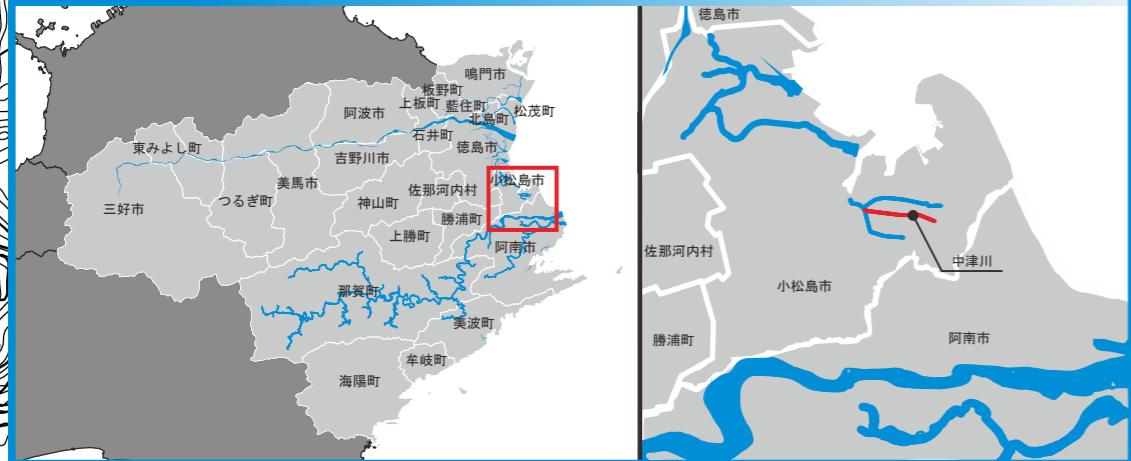 鳴門市
板野町
上板町
藍住町
松茂町
北島町
阿波市
石井町
徳島市
東みよし町
吉野川市
美馬市
佐那河内村
小松島市
つるぎ町
神山町
三好市
勝浦町
上勝町
阿南市
那賀町
美波町
牟岐町
海陽町
徳島市
佐那河内村
中津川
小松島市
勝浦町
阿南市